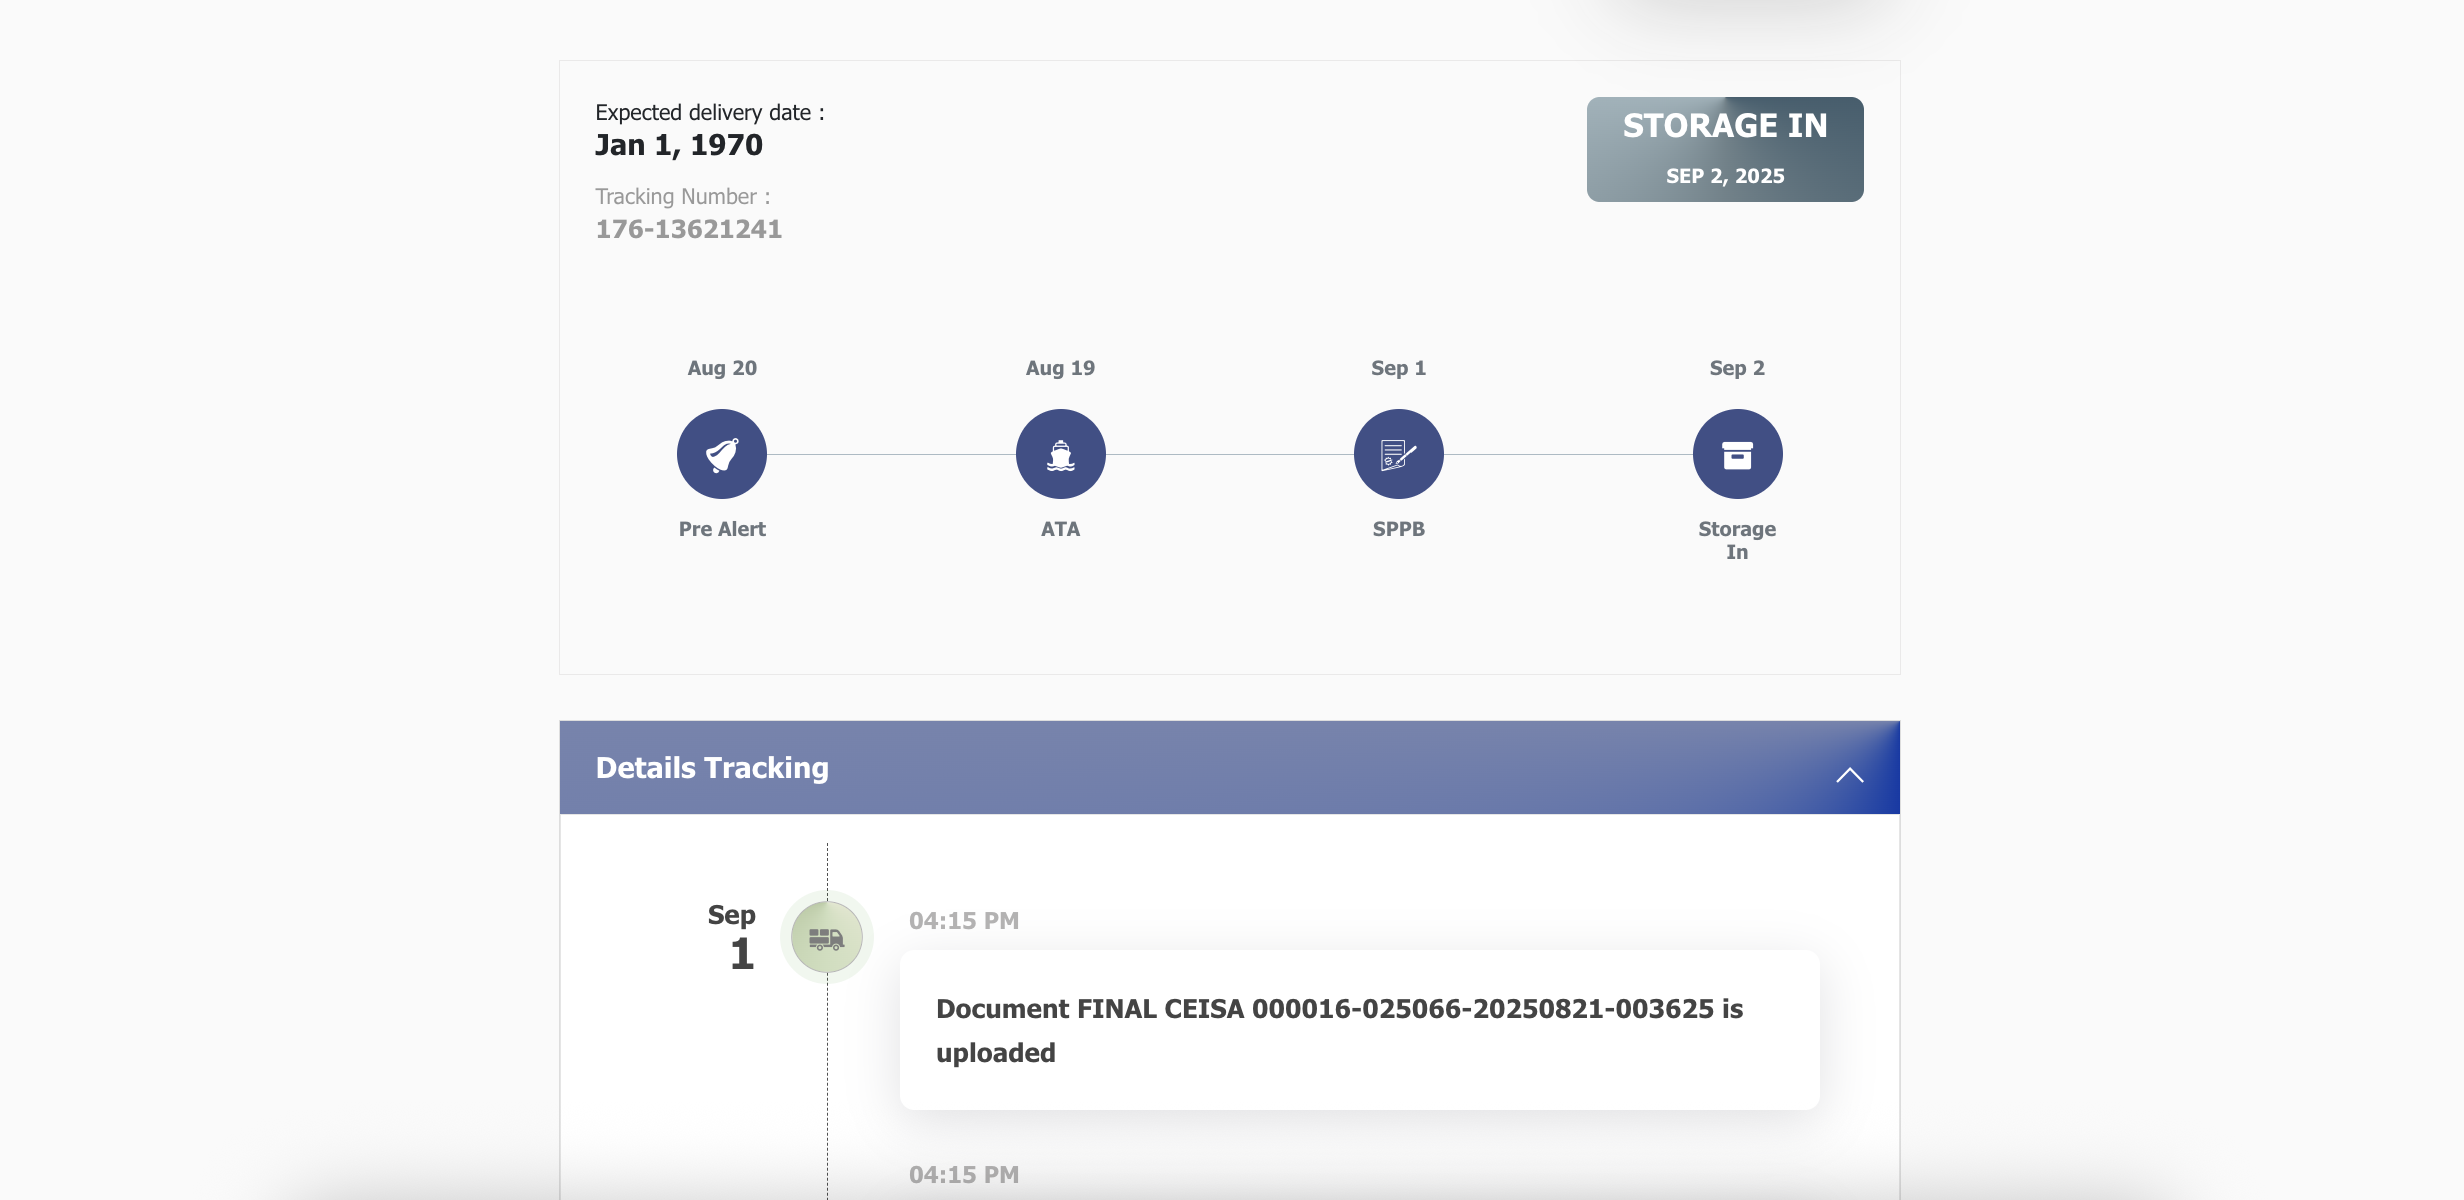 Expected delivery date :
Jan 1, 1970
Tracking Number :
176-13621241
STORAGE IN
SEP 2, 2025
Aug 20
Aug 19
Sep 1
Sep 2
Pre Alert
ATA
SPPB
Storage
In
Details Tracking
Sep
1
04:15 PM
Document FINAL CEISA 000016-025066-20250821-003625 is
uploaded
04:15 PM